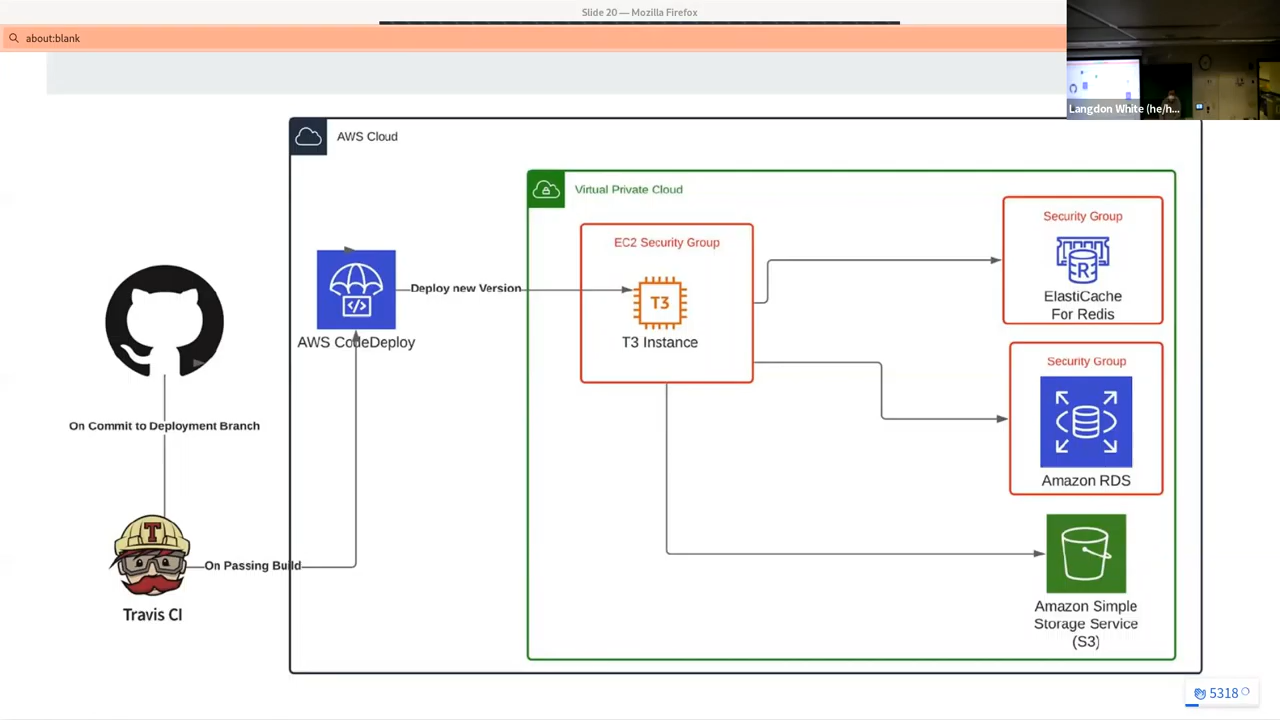 Slide 20 — Mozilla Firefox
about:blank
Langdon White (he/h...
AWS Cloud
Virtual Private Cloud
EC2 Security Group
T3
T3 Instance
Security Group
R
ElastiCache
For Redis
Deploy new Version
</>
AWS CodeDeploy
Security Group
Amazon RDS
On Commit to Deployment Branch
T
On Passing Build
Travis CI
Amazon Simple
Storage Service
(S3)
5318